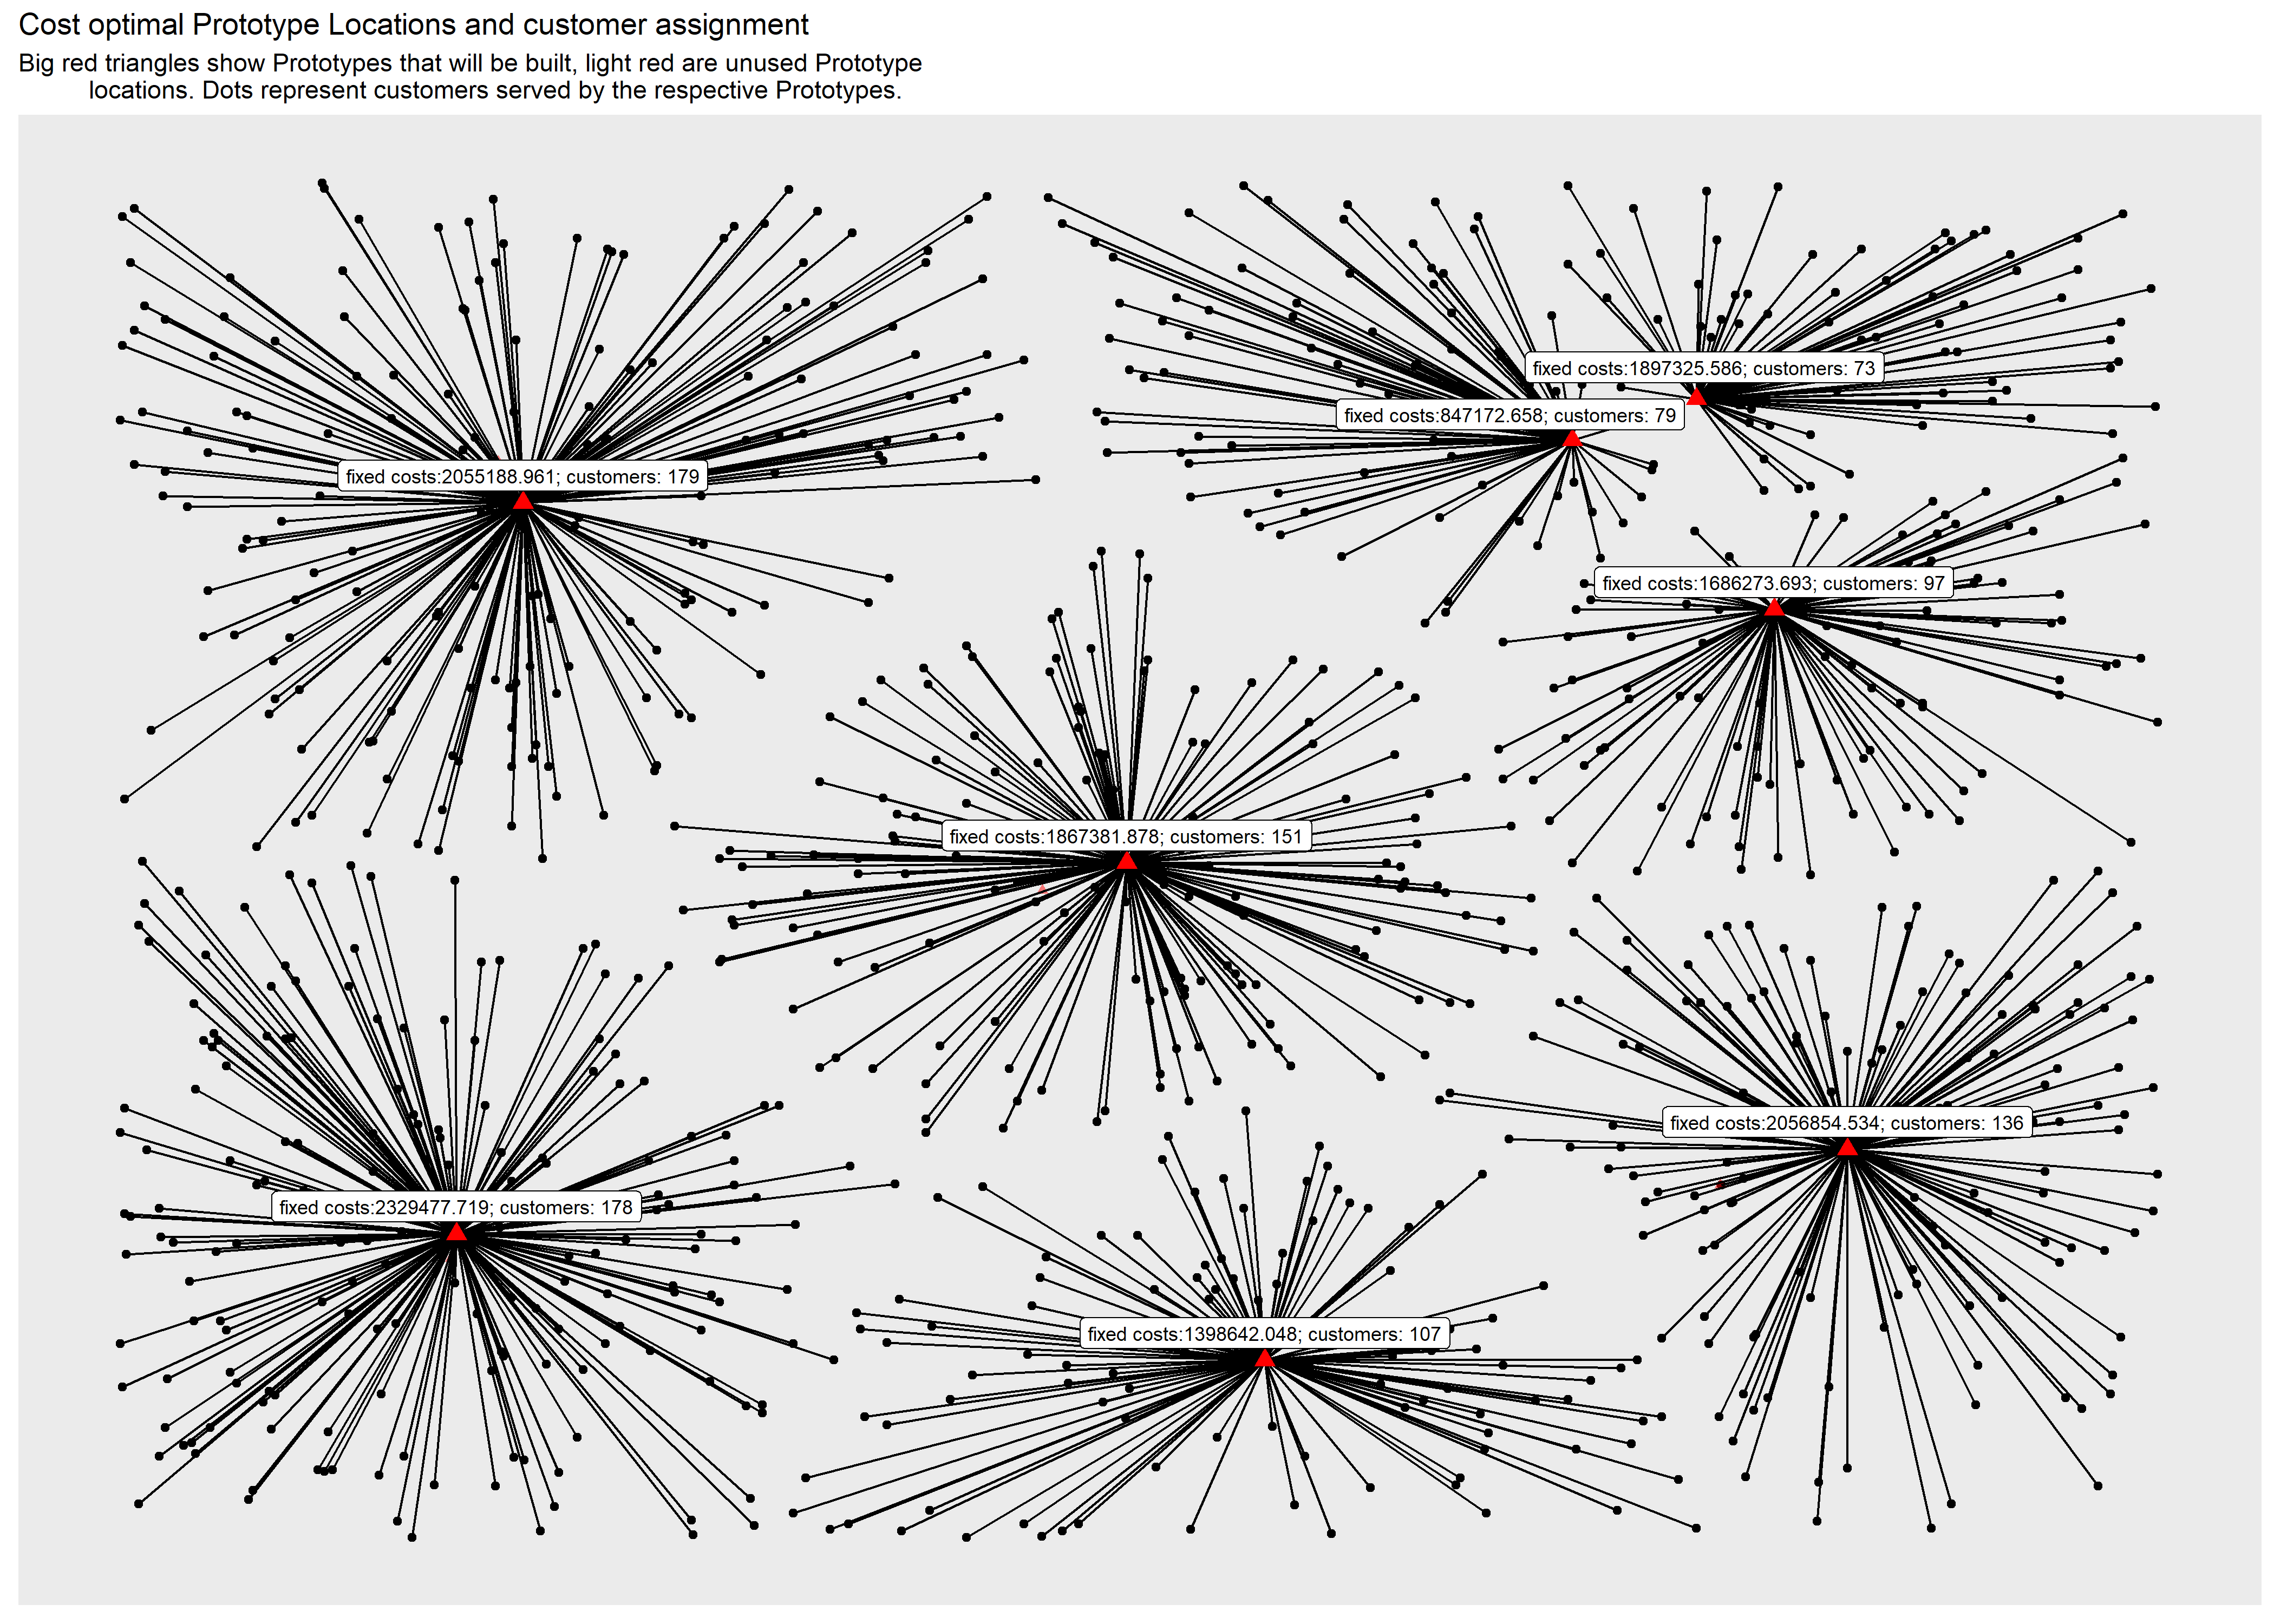 Cost optimal Prototype Locations and customer assignment
Big red triangles show Prototypes that will be built, light red are unused Prototype
locations. Dots represent customers served by the respective Prototypes.
fixed costs:1897325.586; customers: 73
fixed costs:847172.658; customers: 79
fixed costs:2055188.961; customers: 179
fixed costs:1686273.693; customers: 97
fixed costs:1867381.878; customers: 151
fixed costs:2056854.534; customers: 136
fixed costs:2329477.719; customers: 178
fixed costs:1398642.048; customers: 107